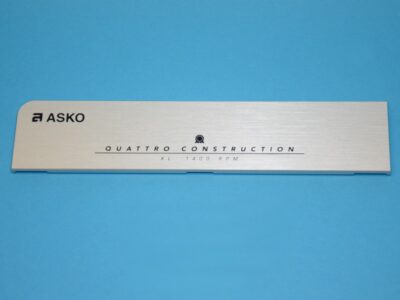 ASKO
QUATTRO CONSTRUCTION
XL 1400 RPM